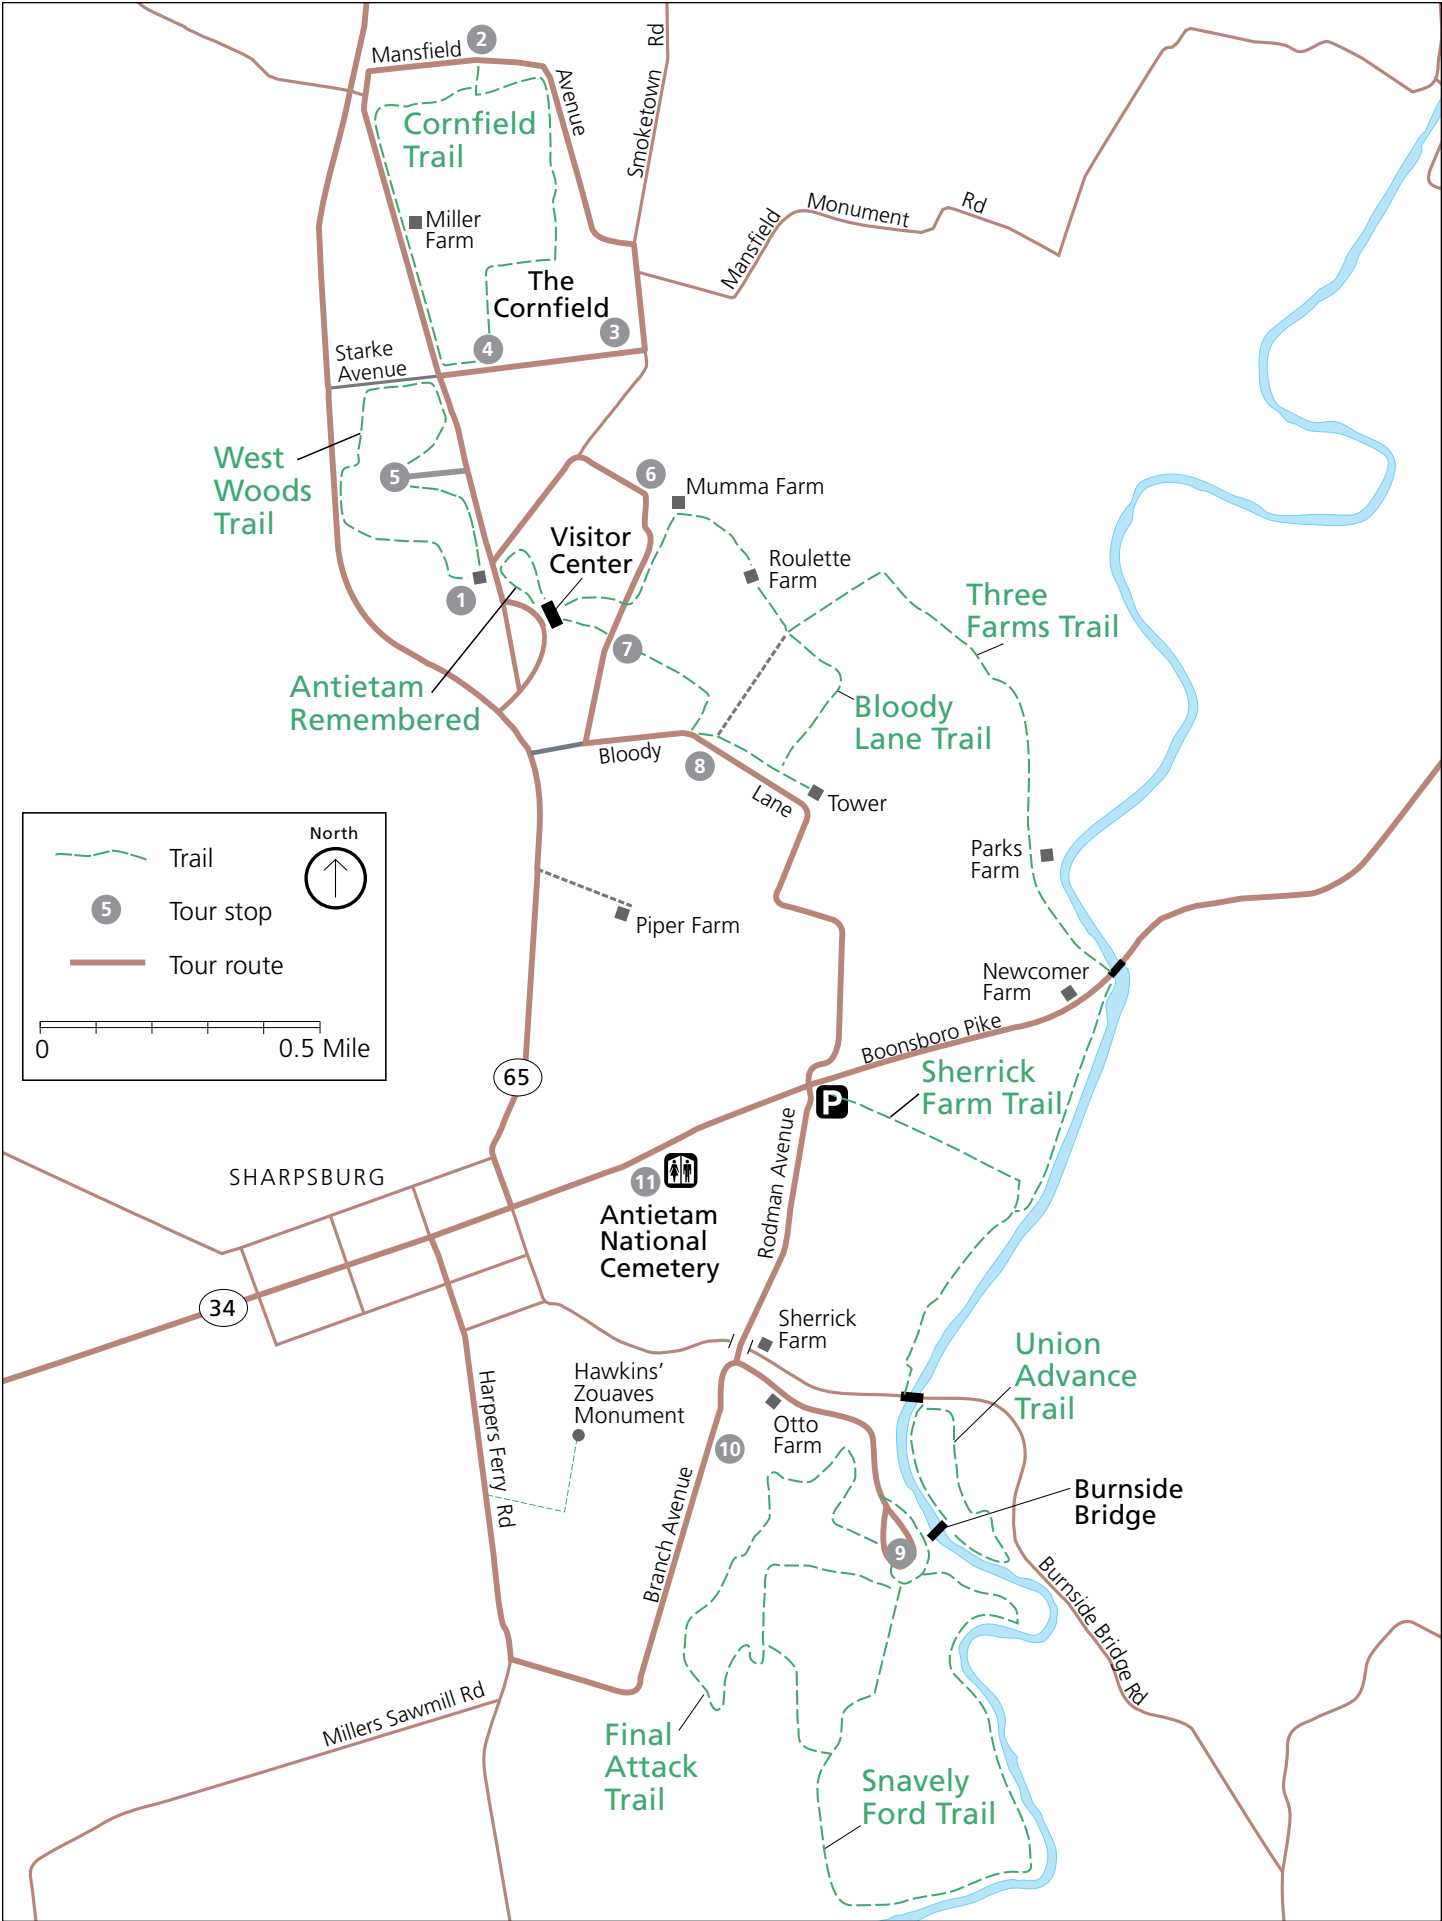 2
Mansfield
Avenue
Smoketown Rd
Cornfield
Trail
Miller
Farm
Mansfield Monument Rd
The
Cornfield
3
4
Starke
Avenue
West
Woods
Trail
5
6
Mumma Farm
Visitor
Center
Roulette
Farm
1
Three
Farms Trail
7
Antietam
Remembered
Bloody
Lane Trail
Bloody
Lane
8
Tower
Parks
Farm
Piper Farm
North
Trail
5
Tour stop
Tour route
0
0.5 Mile
Newcomer
Farm
Boonsboro Pike
65
Sherrick
Farm Trail
P
Rodman Avenue
SHARPSBURG
11
Antietam
National
Cemetery
34
Sherrick
Farm
Union
Advance
Trail
Hawkins’
Zouaves
Monument
Harpers Ferry Rd
Otto
Farm
10
Branch Avenue
Burnside
Bridge
9
Burnside Bridge Rd
Millers Sawmill Rd
Final
Attack
Trail
Snavely
Ford Trail